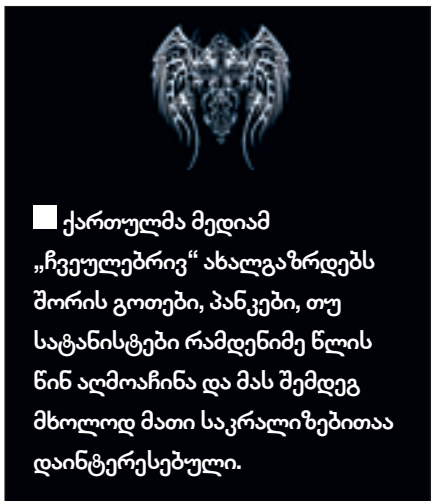 ქართულმა მედიამ
„ჩვეულებრივ“ ახალგაზრდებს
შორის გოთები, პანკები, თუ
სატანისტები რამდენიმე წლის
წინ აღმოაჩინა და მას შემდეგ
მხოლოდ მათი საკრალიზებითაა
დაინტერესებული.